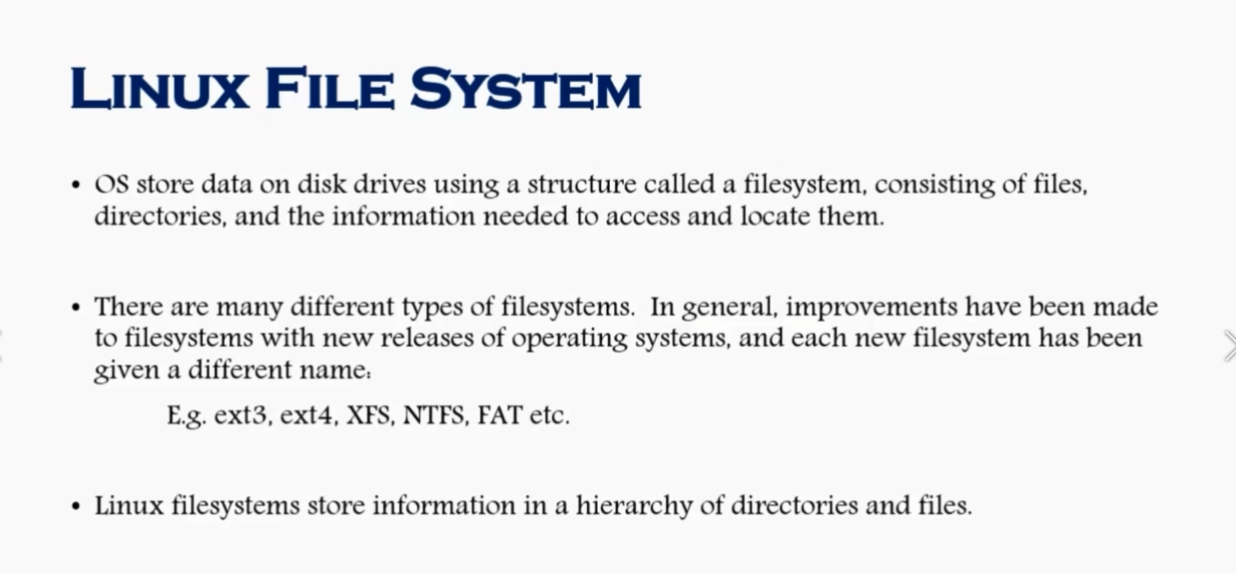 LINUX FILE SYSTEM
• OS store data on disk drives using a structure called a filesystem, consisting of files,
directories, and the information needed to access and locate them.
• There are many different types of filesystems.  In general, improvements have been made
to filesystems with new releases of operating systems, and each new filesystem has been
given a different name:
E.g. ext3, ext4, XFS, NTFS, FAT etc.
• Linux filesystems store information in a hierarchy of directories and files.